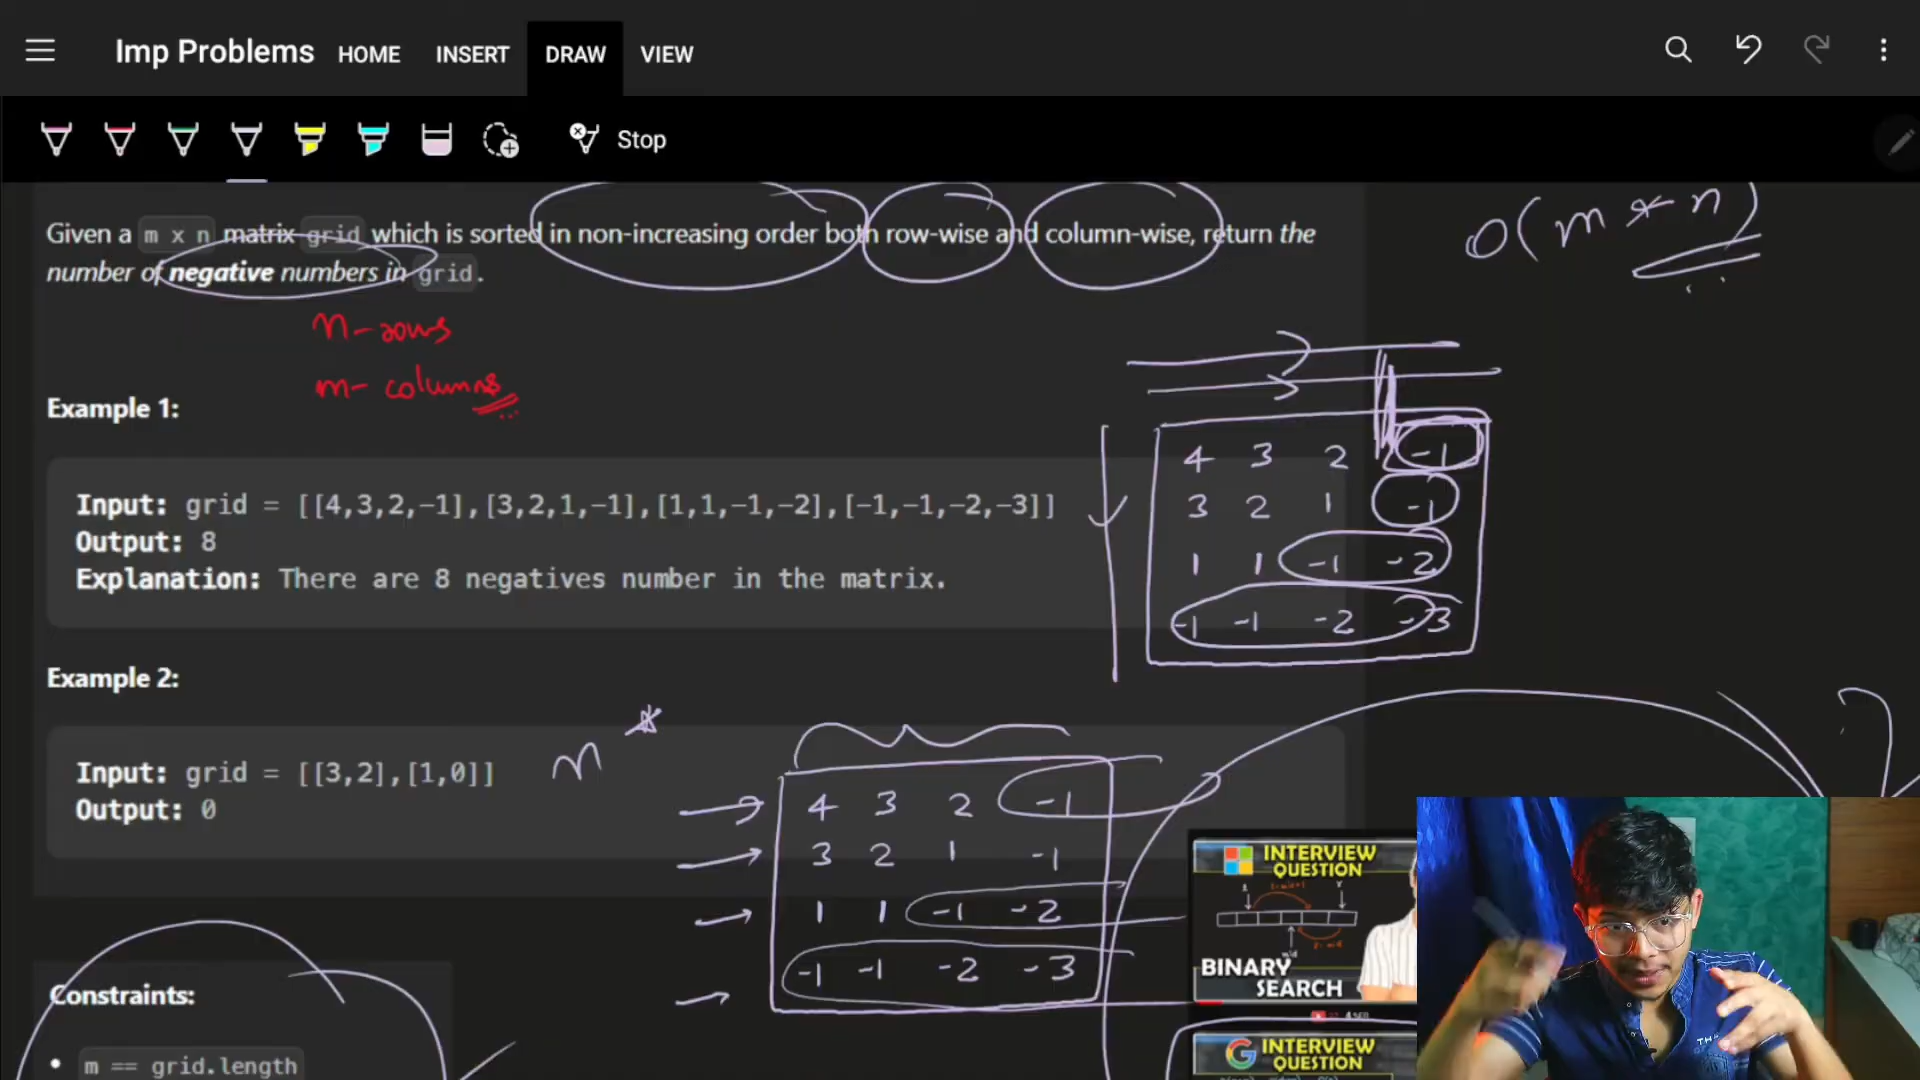 Imp Problems HOME INSERT DRAW VIEW
Stop
Given a m x n matrix grid which is sorted in non-increasing order both row-wise and column-wise, return the
number of negative numbers in grid.
O(m * n)
n-rows
m- columns
Example 1:
Input: grid = [[4,3,2,-1],[3,2,1,-1],[1,1,-1,-2],[-1,-1,-2,-3]]
Output: 8
Explanation: There are 8 negatives number in the matrix.
4 3 2 -1
3 2 1 -1
1 1 -1 -2
-1 -1 -2 -3
Example 2:
Input: grid = [[3,2],[1,0]]
Output: 0
m *
4 3 2 -1
3 2 1 -1
1 1 -1 -2
-1 -1 -2 -3
INTERVIEW
QUESTION
BINARY
SEARCH
INTERVIEW
QUESTION
Constraints:
m == grid.length